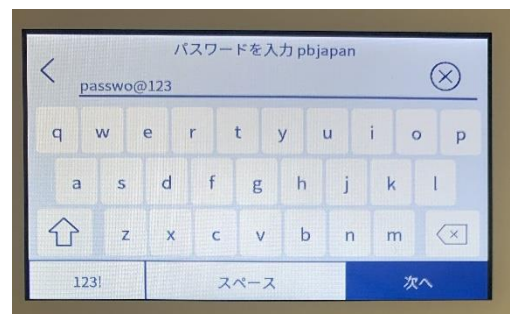 パスワードを入力 pbjapan
passwo@123
q w e r t y u i o p
a s d f g h j k l
z x c v b n m
123! スペース 次へ